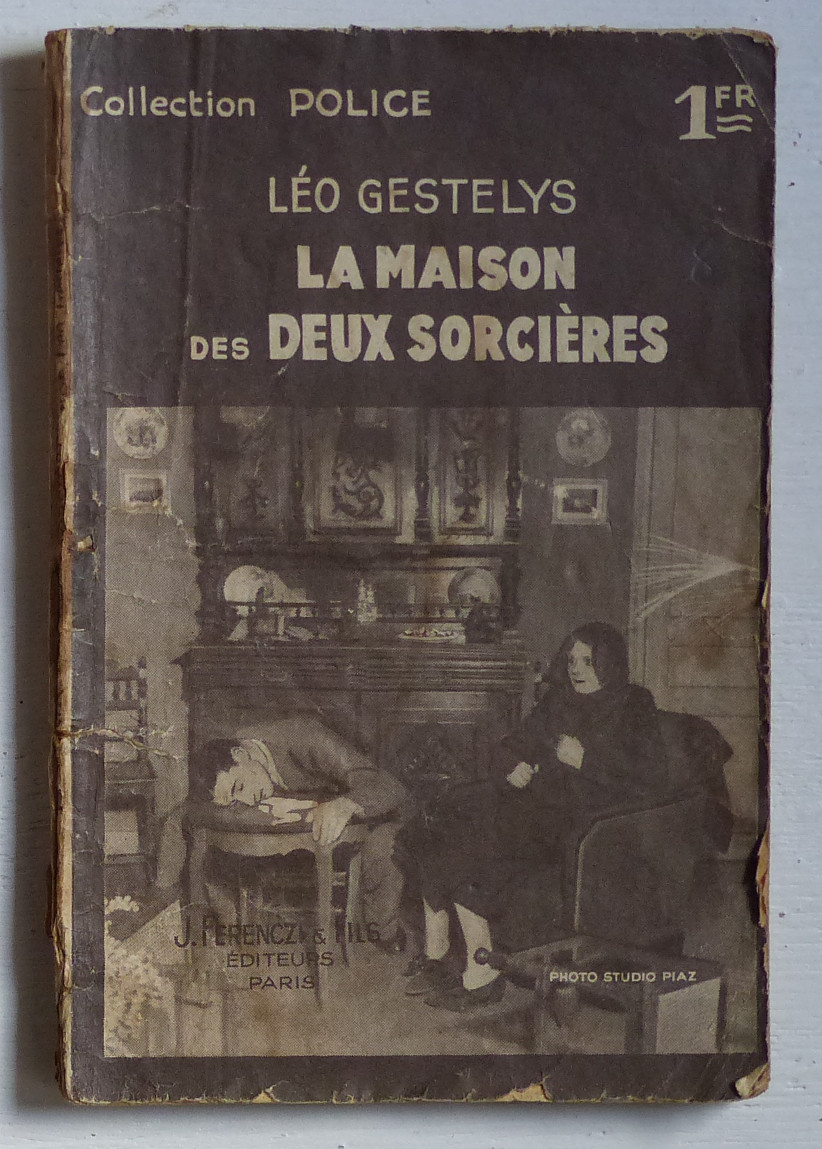 Collection POLICE
1FR
LÉO GESTELYS
LA MAISON
DES DEUX SORCIÈRES
J. FERENCZI & FILS
ÉDITEURS
PARIS
PHOTO STUDIO PIAZ